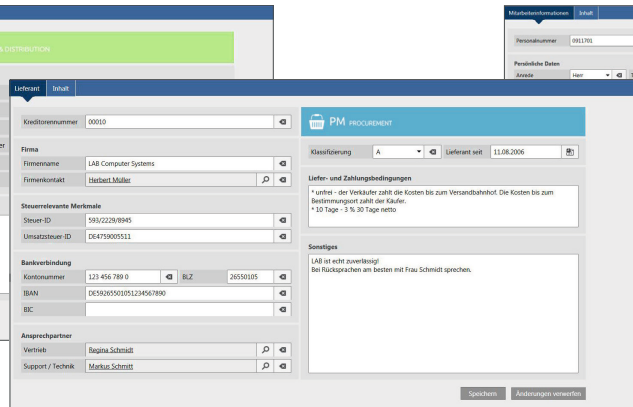 & DISTRIBUTION
Mitarbeiterinformationen Inhalt
Personalnummer 0911701
Persönliche Daten
Anrede Herr
er
Lieferant Inhalt
Kreditorennummer 00010
Firma
Firmenname LAB Computer Systems
Firmenkontakt Herbert Müller
Steuerrelevante Merkmale
Steuer-ID 593/2229/8945
Umsatzsteuer-ID DE4759005511
Bankverbindung
Kontonummer 123 456 789 0 BLZ 26550105
IBAN DE59265501051234567890
BIC
Ansprechpartner
Vertrieb Regina Schmidt
Support / Technik Markus Schmitt
PM PROCUREMENT
Klassifizierung A Lieferant seit 11.08.2006
Liefer- und Zahlungsbedingungen
* unfrei - der Verkäufer zahlt die Kosten bis zum Versandbahnhof. Die Kosten bis zum
Bestimmungsort zahlt der Käufer.
* 10 Tage - 3 % 30 Tage netto
Sonstiges
LAB ist echt zuverlässig!
Bei Rücksprachen am besten mit Frau Schmidt sprechen.
Speichern Änderungen verwerfen